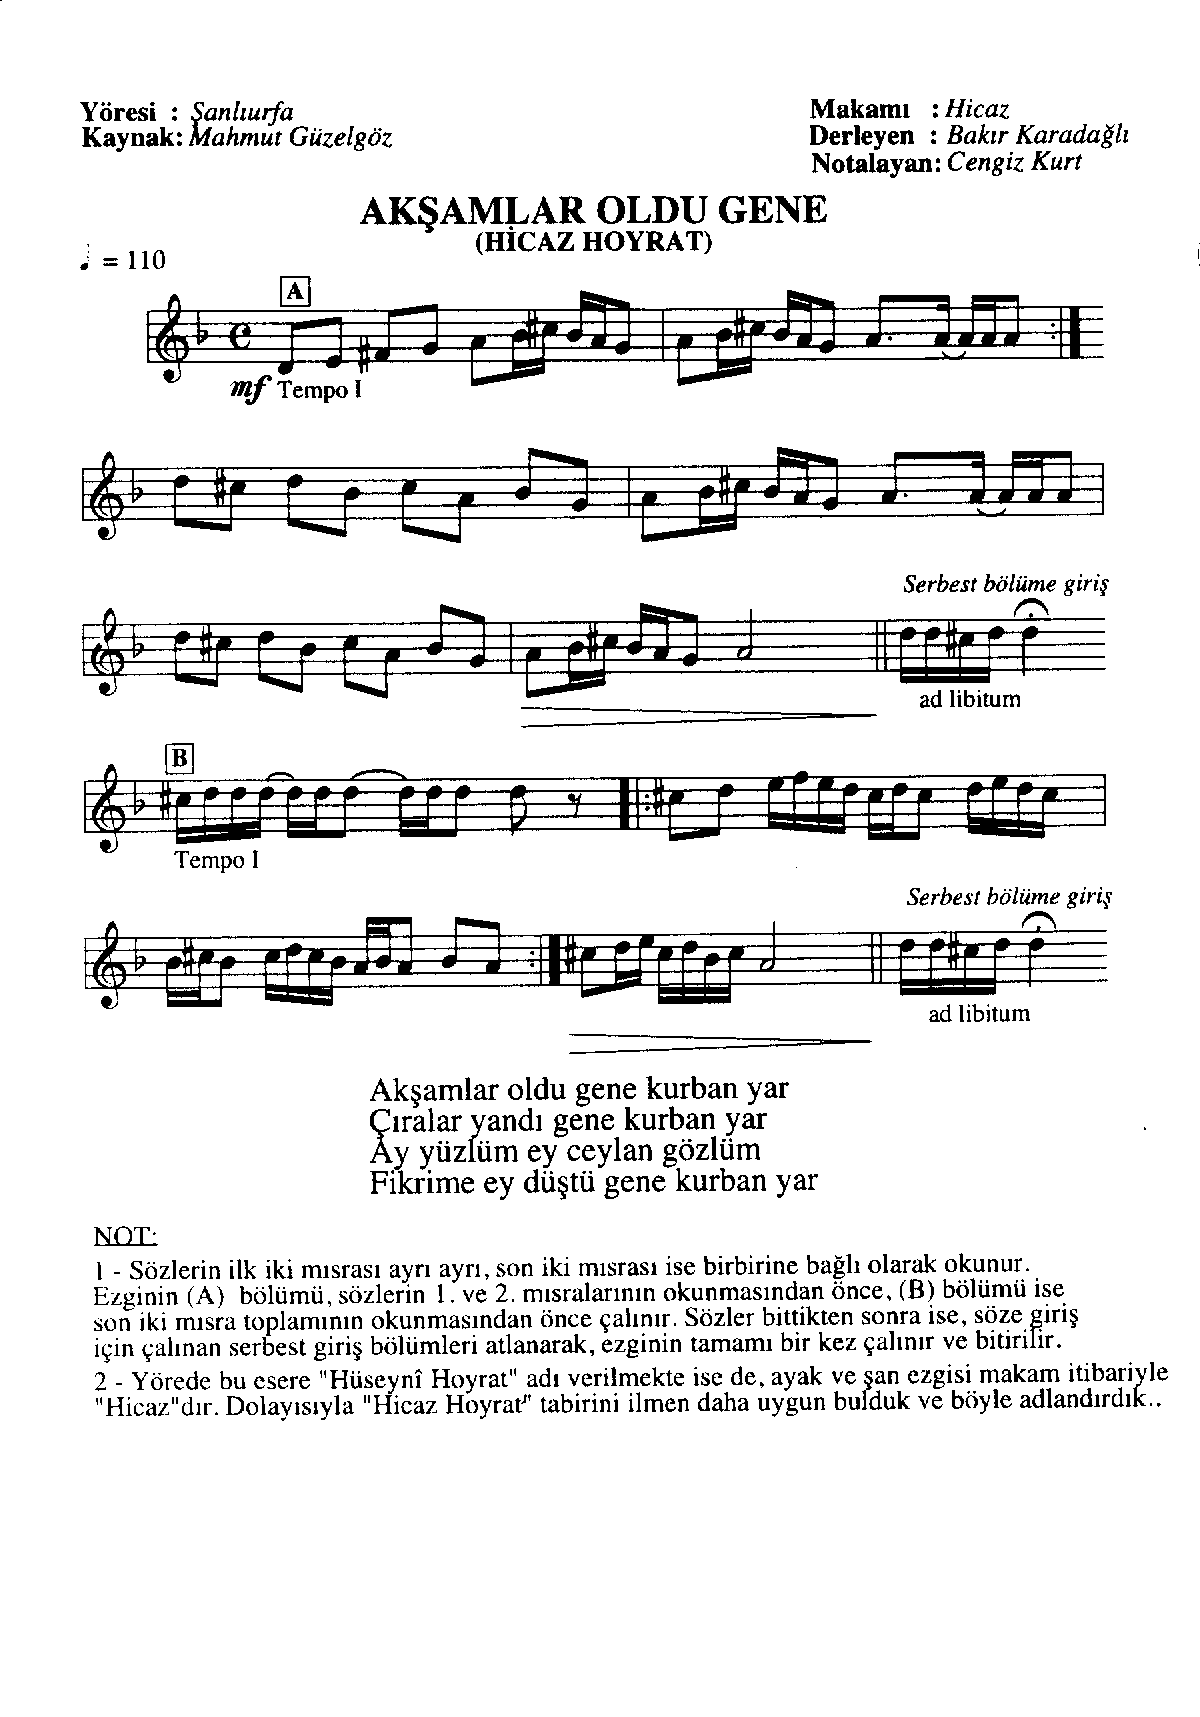 Yöresi : Şanlıurfa
Kaynak: Mahmut Güzelgöz
Makamı : Hicaz
Derleyen : Bakır Karadağlı
Notalayan: Cengiz Kurt
AKŞAMLAR OLDU GENE
(HİCAZ HOYRAT)
= 110
A
mf Tempo I
Serbest bölüme giriş
ad libitum
B
Tempo I
Serbest bölüme giriş
ad libitum
Akşamlar oldu gene kurban yar
Çıralar yandı gene kurban yar
Ay yüzlüm ey ceylan gözlüm
Fikrime ey düştü gene kurban yar
NOT:
1 - Sözlerin ilk iki mısrası ayrı ayrı, son iki mısrası ise birbirine bağlı olarak okunur.
Ezginin (A) bölümü, sözlerin 1. ve 2. mısralarının okunmasından önce, (B) bölümü ise
son iki mısra toplamının okunmasından önce çalınır. Sözler bittikten sonra ise, söze giriş
için çalınan serbest giriş bölümleri atlanarak, ezginin tamamı bir kez çalınır ve bitirilir.
2 - Yörede bu esere "Hüseynî Hoyrat" adı verilmekte ise de, ayak ve şan ezgisi makam itibariyle
"Hicaz"dır. Dolayısıyla "Hicaz Hoyrat" tabirini ilmen daha uygun bulduk ve böyle adlandırdık..